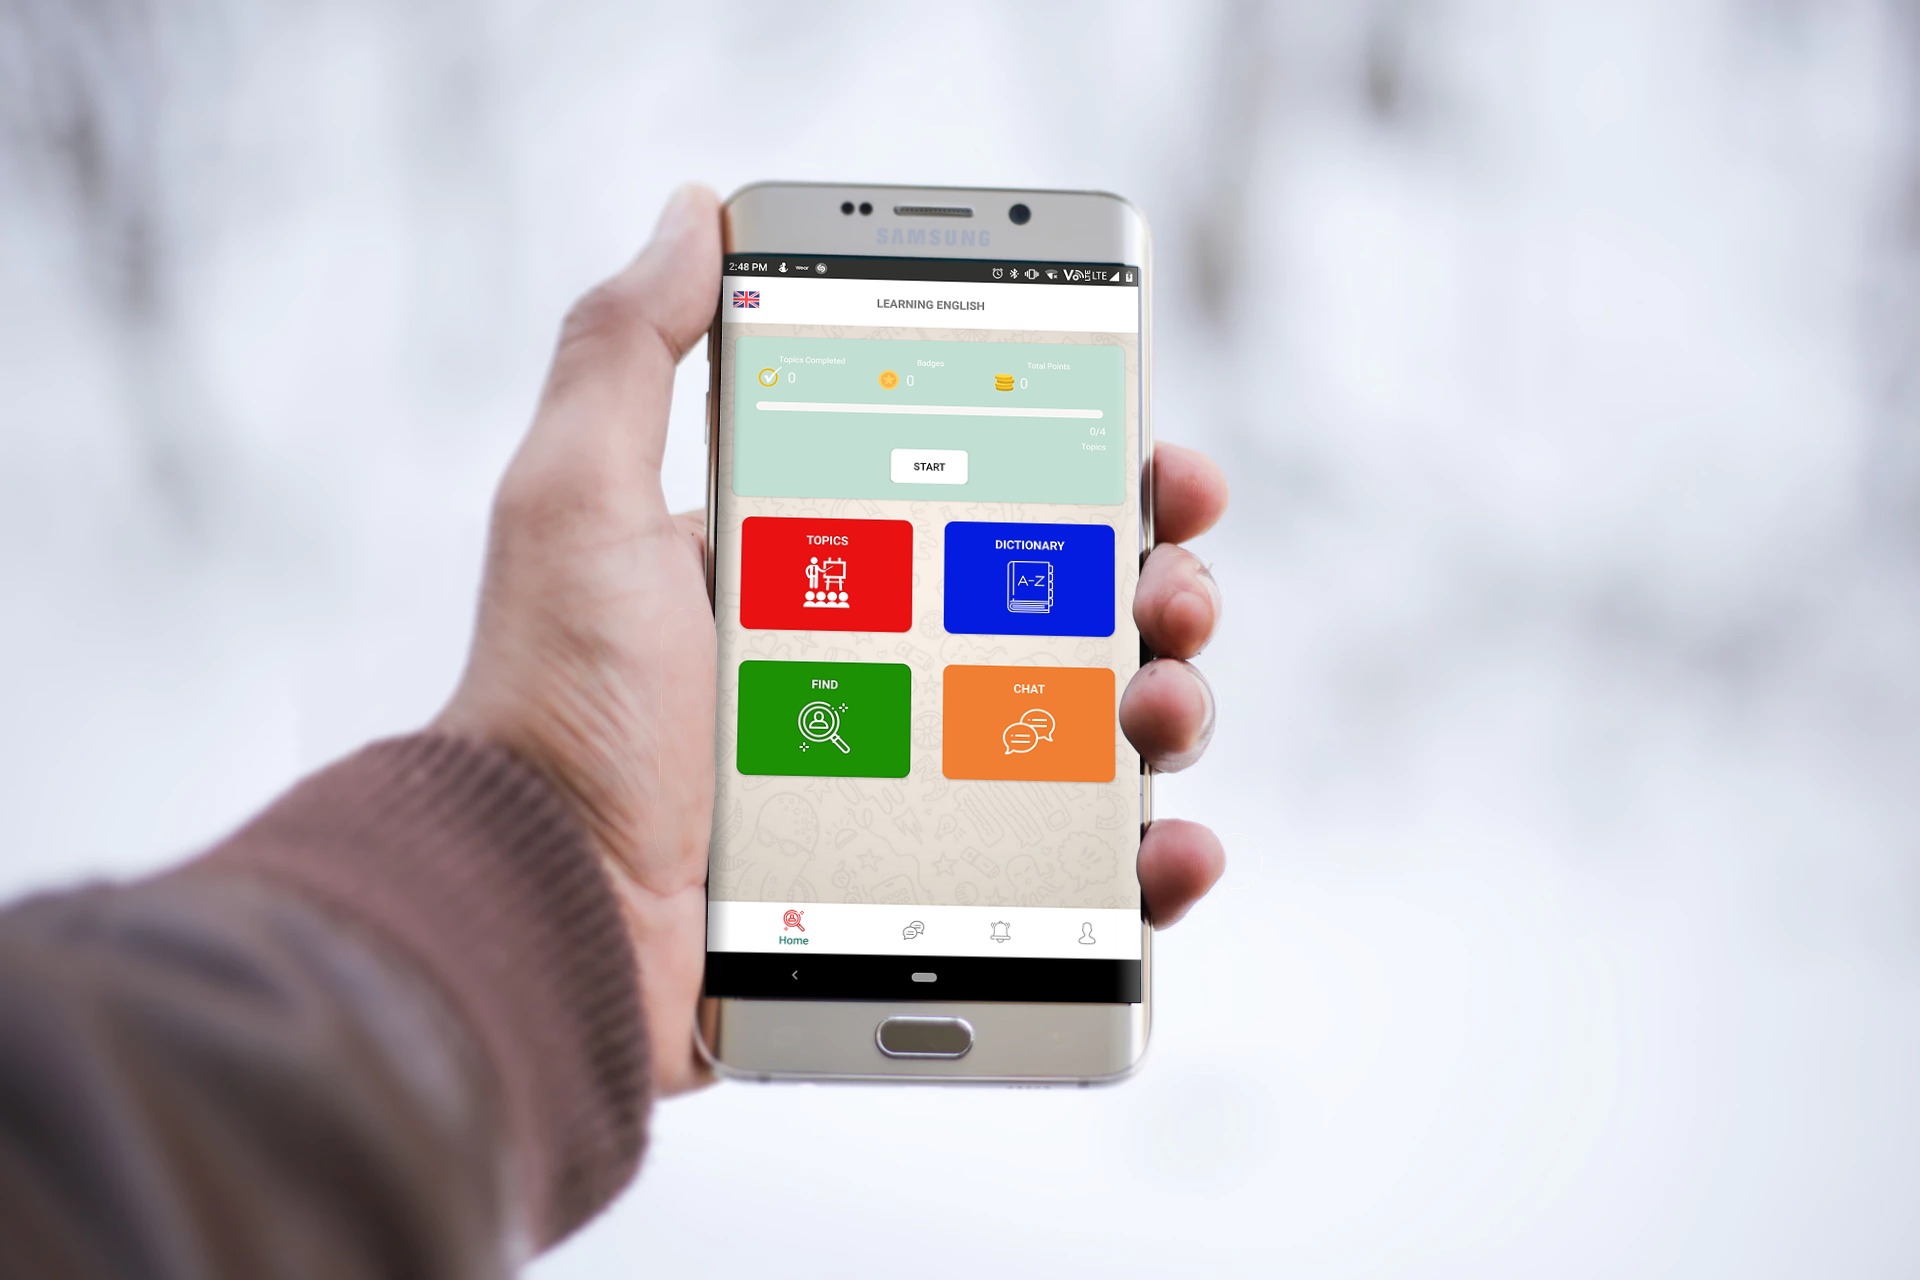 SAMSUNG
2:48 PM
Wear
LTE
LEARNING ENGLISH
Topics Completed
0
Badges
0
Total Points
0
0/4
Topics
START
TOPICS
DICTIONARY
A-Z
FIND
CHAT
Home